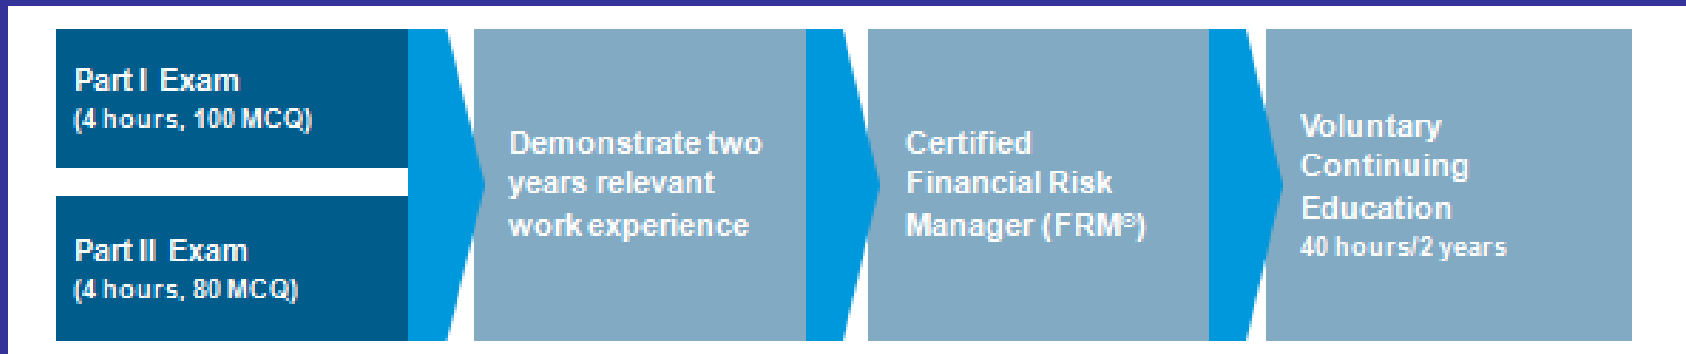 Part I Exam
(4 hours, 100 MCQ)
Part II Exam
(4 hours, 80 MCQ)
Demonstrate two
years relevant
work experience
Certified
Financial Risk
Manager (FRM®)
Voluntary
Continuing
Education
40 hours/2 years